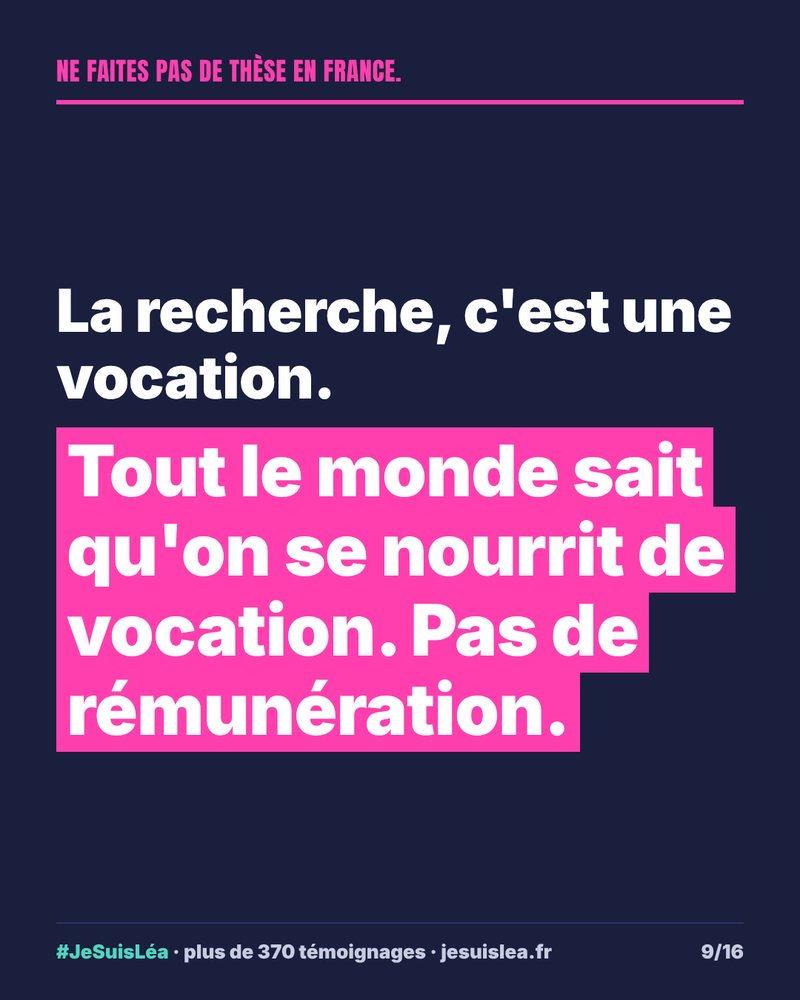 NE FAITES PAS DE THÈSE EN FRANCE.
La recherche, c'est une
vocation.
Tout le monde sait
qu'on se nourrit de
vocation. Pas de
rémunération.
#JeSuisLéa · plus de 370 témoignages · jesuislea.fr 9/16